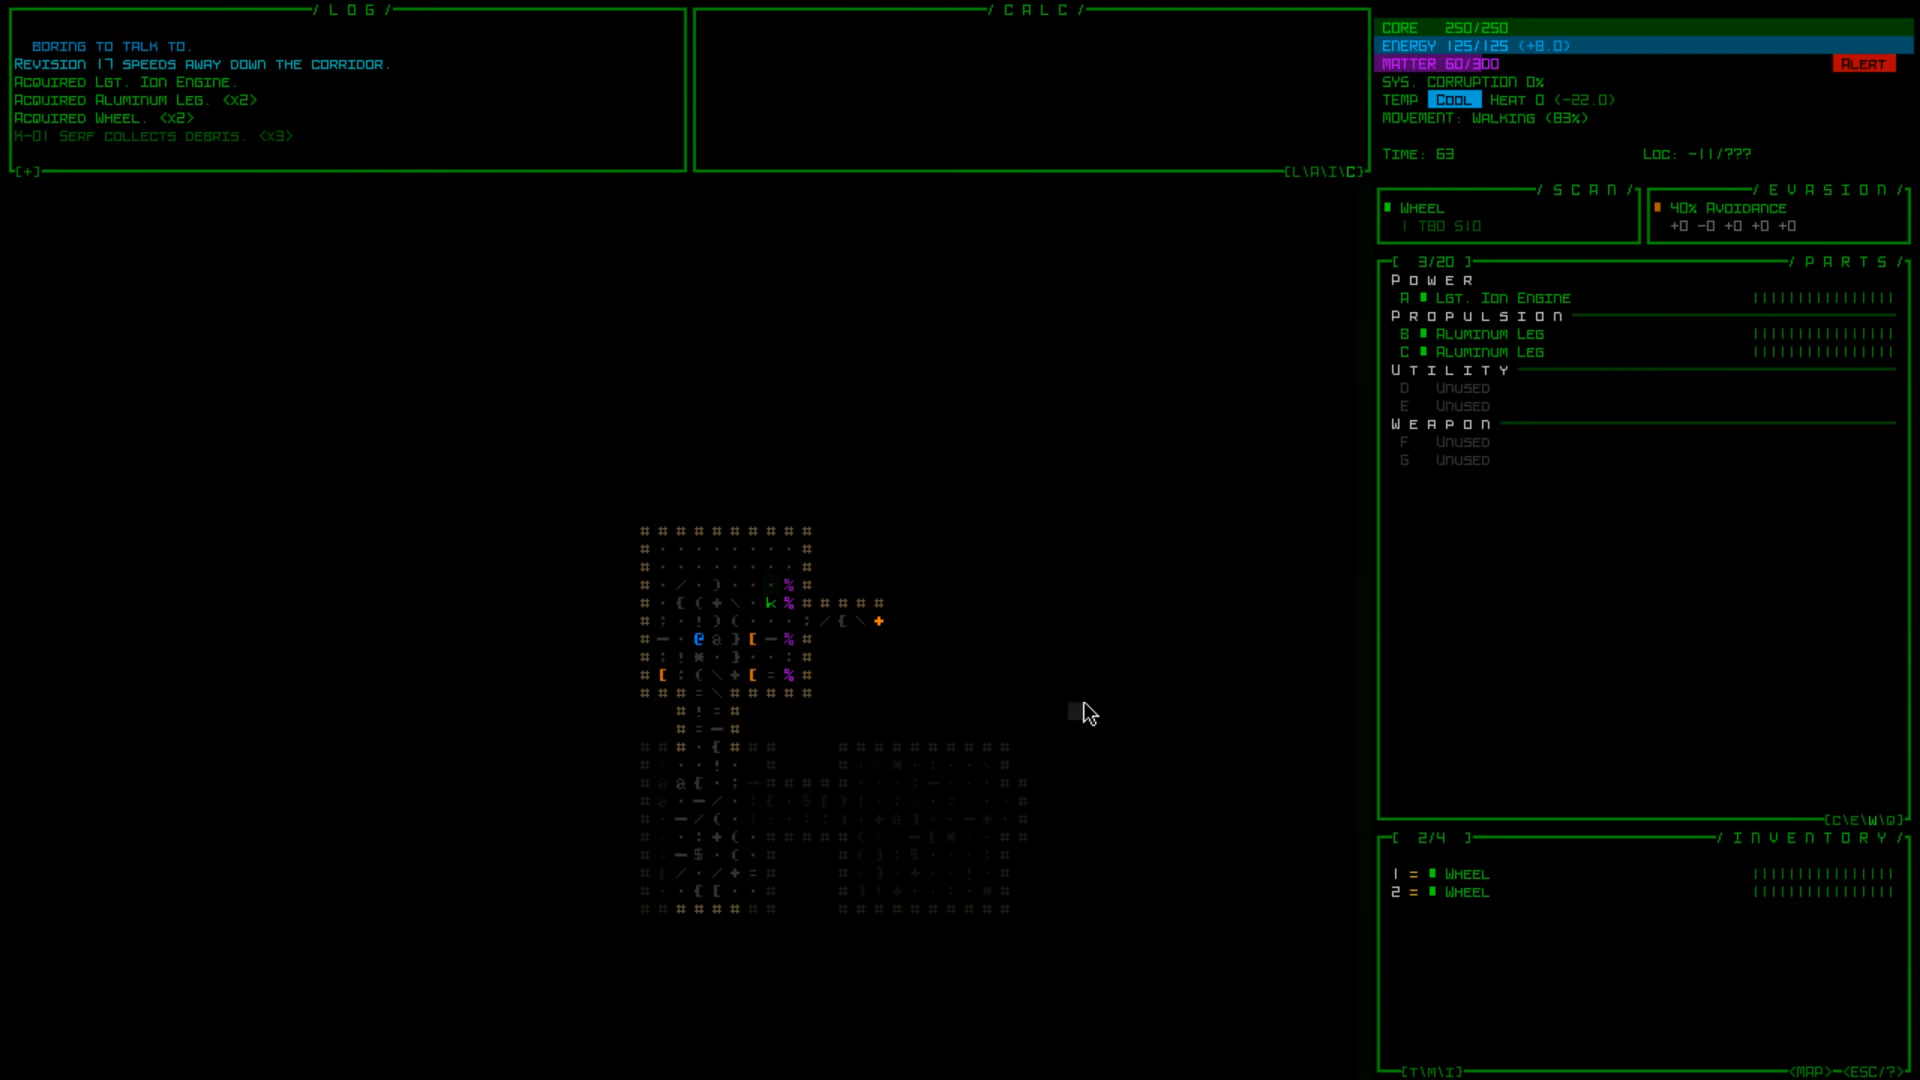 / L O G /
BORING TO TALK TO.
REVISION 17 SPEEDS AWAY DOWN THE CORRIDOR.
ACQUIRED LGT. ION ENGINE.
ACQUIRED ALUMINUM LEG. <x2>
ACQUIRED WHEEL. <x2>
K-01 SERF COLLECTS DEBRIS. <x3>
[+]
/ C A L C /
[L\A\I\C]
CORE 250/250
ENERGY 125/125 (+8.0)
MATTER 60/300
ALERT
SYS. CORRUPTION 0%
TEMP COOL HEAT 0 (-22.0)
MOVEMENT: WALKING (83%)
TIME: 63
LOC: -11/???
/ S C A N /
WHEEL
1 T80 S10
/ E V A S I O N /
40% AVOIDANCE
+0 -0 +0 +0 +0
[ 3/20 ]
/ P A R T S /
P O W E R
A LGT. ION ENGINE
P R O P U L S I O N
B ALUMINUM LEG
C ALUMINUM LEG
U T I L I T Y
D UNUSED
E UNUSED
W E A P O N
F UNUSED
G UNUSED
[C\E\W\Q]
[ 2/4 ]
/ I N V E N T O R Y /
1 = WHEEL
2 = WHEEL
[T\M\I]
<MAP>—<ESC/?>